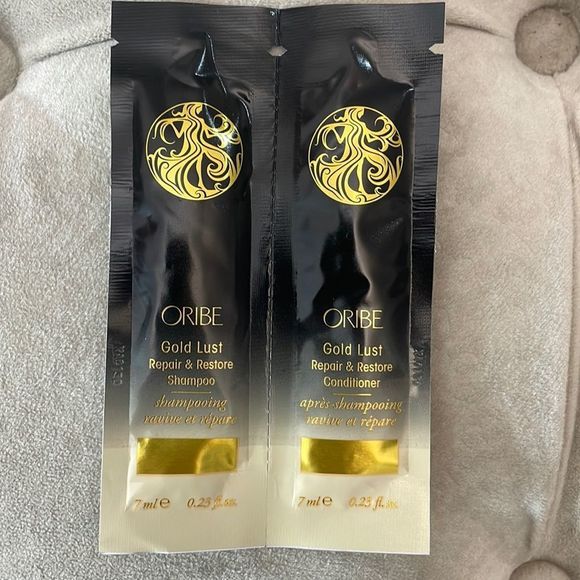 ORIBE
Gold Lust
Repair & Restore
Shampoo
shampooing
ravive et répare
7 ml e 0.23 fl.oz.
ORIBE
Gold Lust
Repair & Restore
Conditioner
après-shampooing
ravive et répare
7 ml e 0.23 fl.oz.